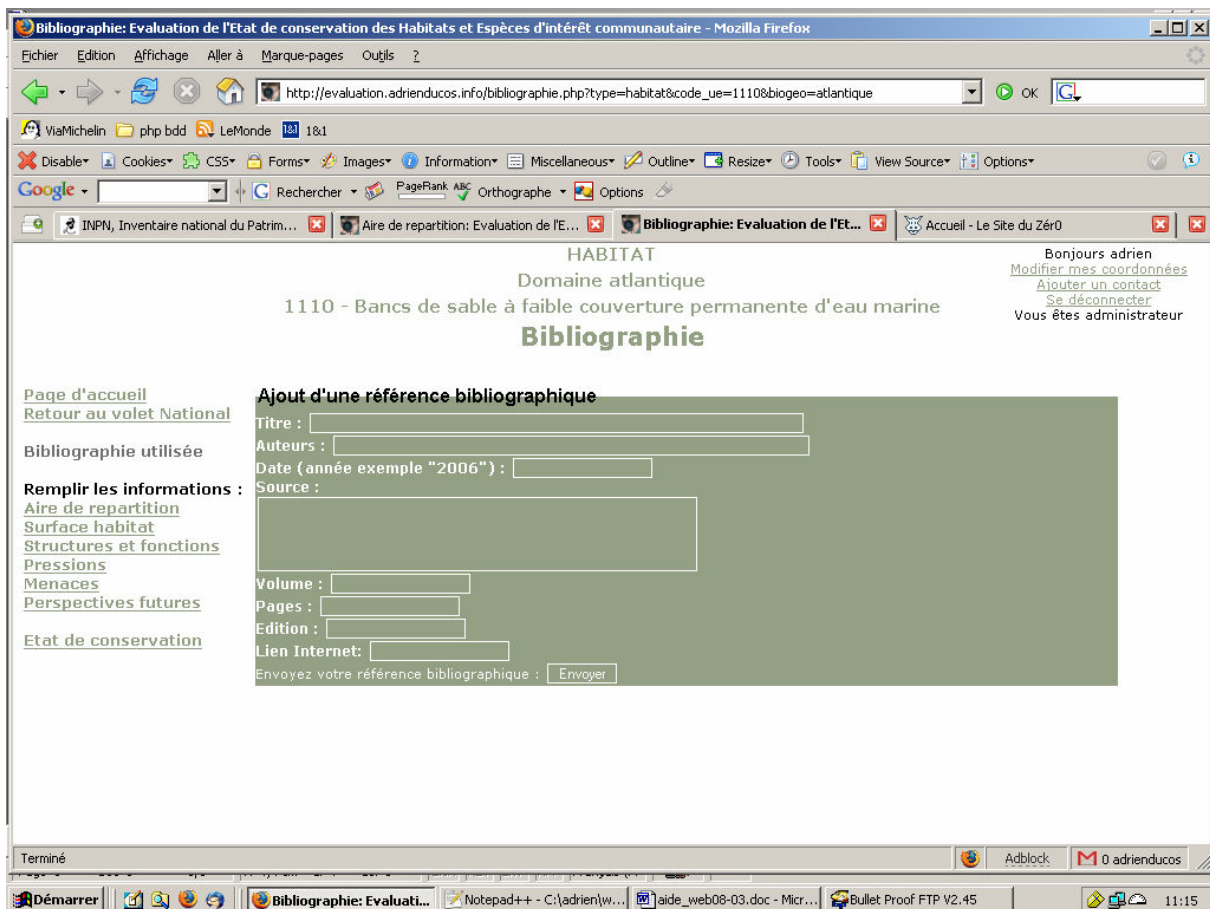 Bibliographie: Evaluation de l'Etat de conservation des Habitats et Espèces d'intérêt communautaire - Mozilla Firefox
Fichier Edition Affichage Aller à Marque-pages Outils ?
http://evaluation.adrienducos.info/bibliographie.php?type=habitat&code_ue=1110&biogeo=atlantique OK G
ViaMichelin php bdd LeMonde 1&1 1&1
Disable Cookies CSS Forms Images Information Miscellaneous Outline Resize Tools View Source Options
Google G Rechercher PageRank ABC Orthographe Options
INPN, Inventaire national du Patrim... Aire de repartition: Evaluation de l'E... Bibliographie: Evaluation de l'Et... Accueil - Le Site du Zér0
HABITAT
Domaine atlantique
1110 - Bancs de sable à faible couverture permanente d'eau marine
Bibliographie
Bonjours adrien
Modifier mes coordonnées
Ajouter un contact
Se déconnecter
Vous êtes administrateur
Page d'accueil
Retour au volet National
Bibliographie utilisée
Remplir les informations :
Aire de repartition
Surface habitat
Structures et fonctions
Pressions
Menaces
Perspectives futures
Etat de conservation
Ajout d'une référence bibliographique
Titre :
Auteurs :
Date (année exemple "2006") :
Source :
Volume :
Pages :
Edition :
Lien Internet:
Envoyez votre référence bibliographique : Envoyer
Terminé Adblock 0 adrienducos
Démarrer Bibliographie: Evaluati... Notepad++ - C:\adrien\w... aide_web08-03.doc - Micr... Bullet Proof FTP V2.45 11:15